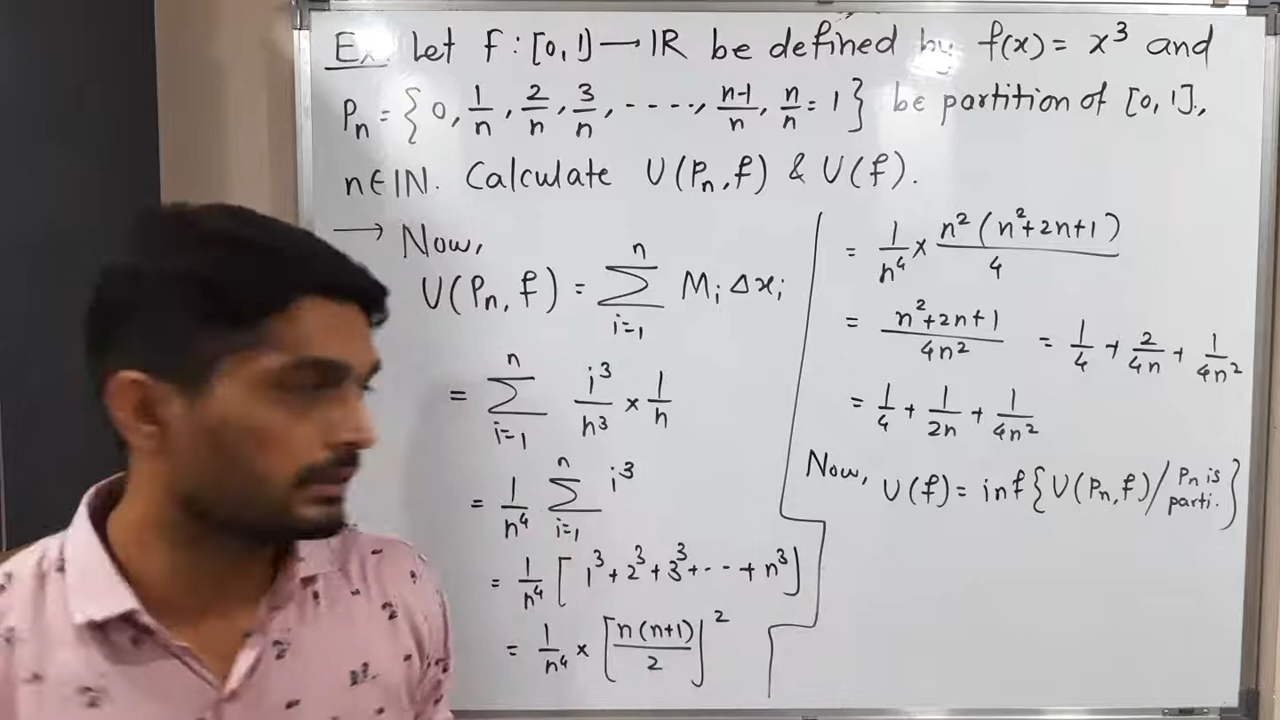 Ex. Let f : [0, 1] → IR be defined by f(x) = x³ and
Pₙ = { 0, 1/n, 2/n, 3/n, ----, n-1/n, n/n = 1 } be partition of [0, 1],
n∈IN. Calculate U(Pₙ, f) & U(f).
→ Now,
U(Pₙ, f) = Σ_{i=1}^{n} Mᵢ Δxᵢ
= Σ_{i=1}^{n} i³/n³ × 1/n
= 1/n⁴ Σ_{i=1}^{n} i³
= 1/n⁴ [ 1³ + 2³ + 3³ + -- + n³ ]
= 1/n⁴ × [ n(n+1)/2 ]²
= 1/n⁴ × n²(n²+2n+1)/4
= n²+2n+1/4n² = 1/4 + 2/4n + 1/4n²
= 1/4 + 1/2n + 1/4n²
Now, U(f) = inf { U(Pₙ, f) / Pₙ is parti. }